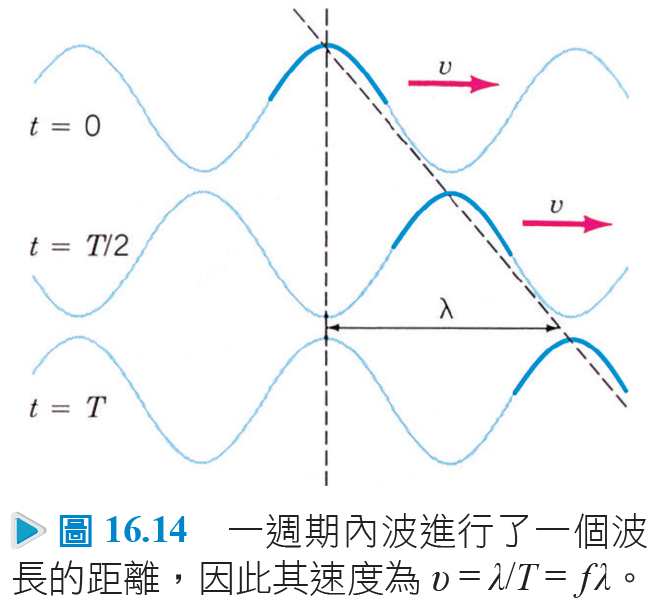 υ
t = 0
υ
t = T/2
λ
t = T
圖 16.14 一週期內波進行了一個波
長的距離，因此其速度為 υ = λ/T = fλ。